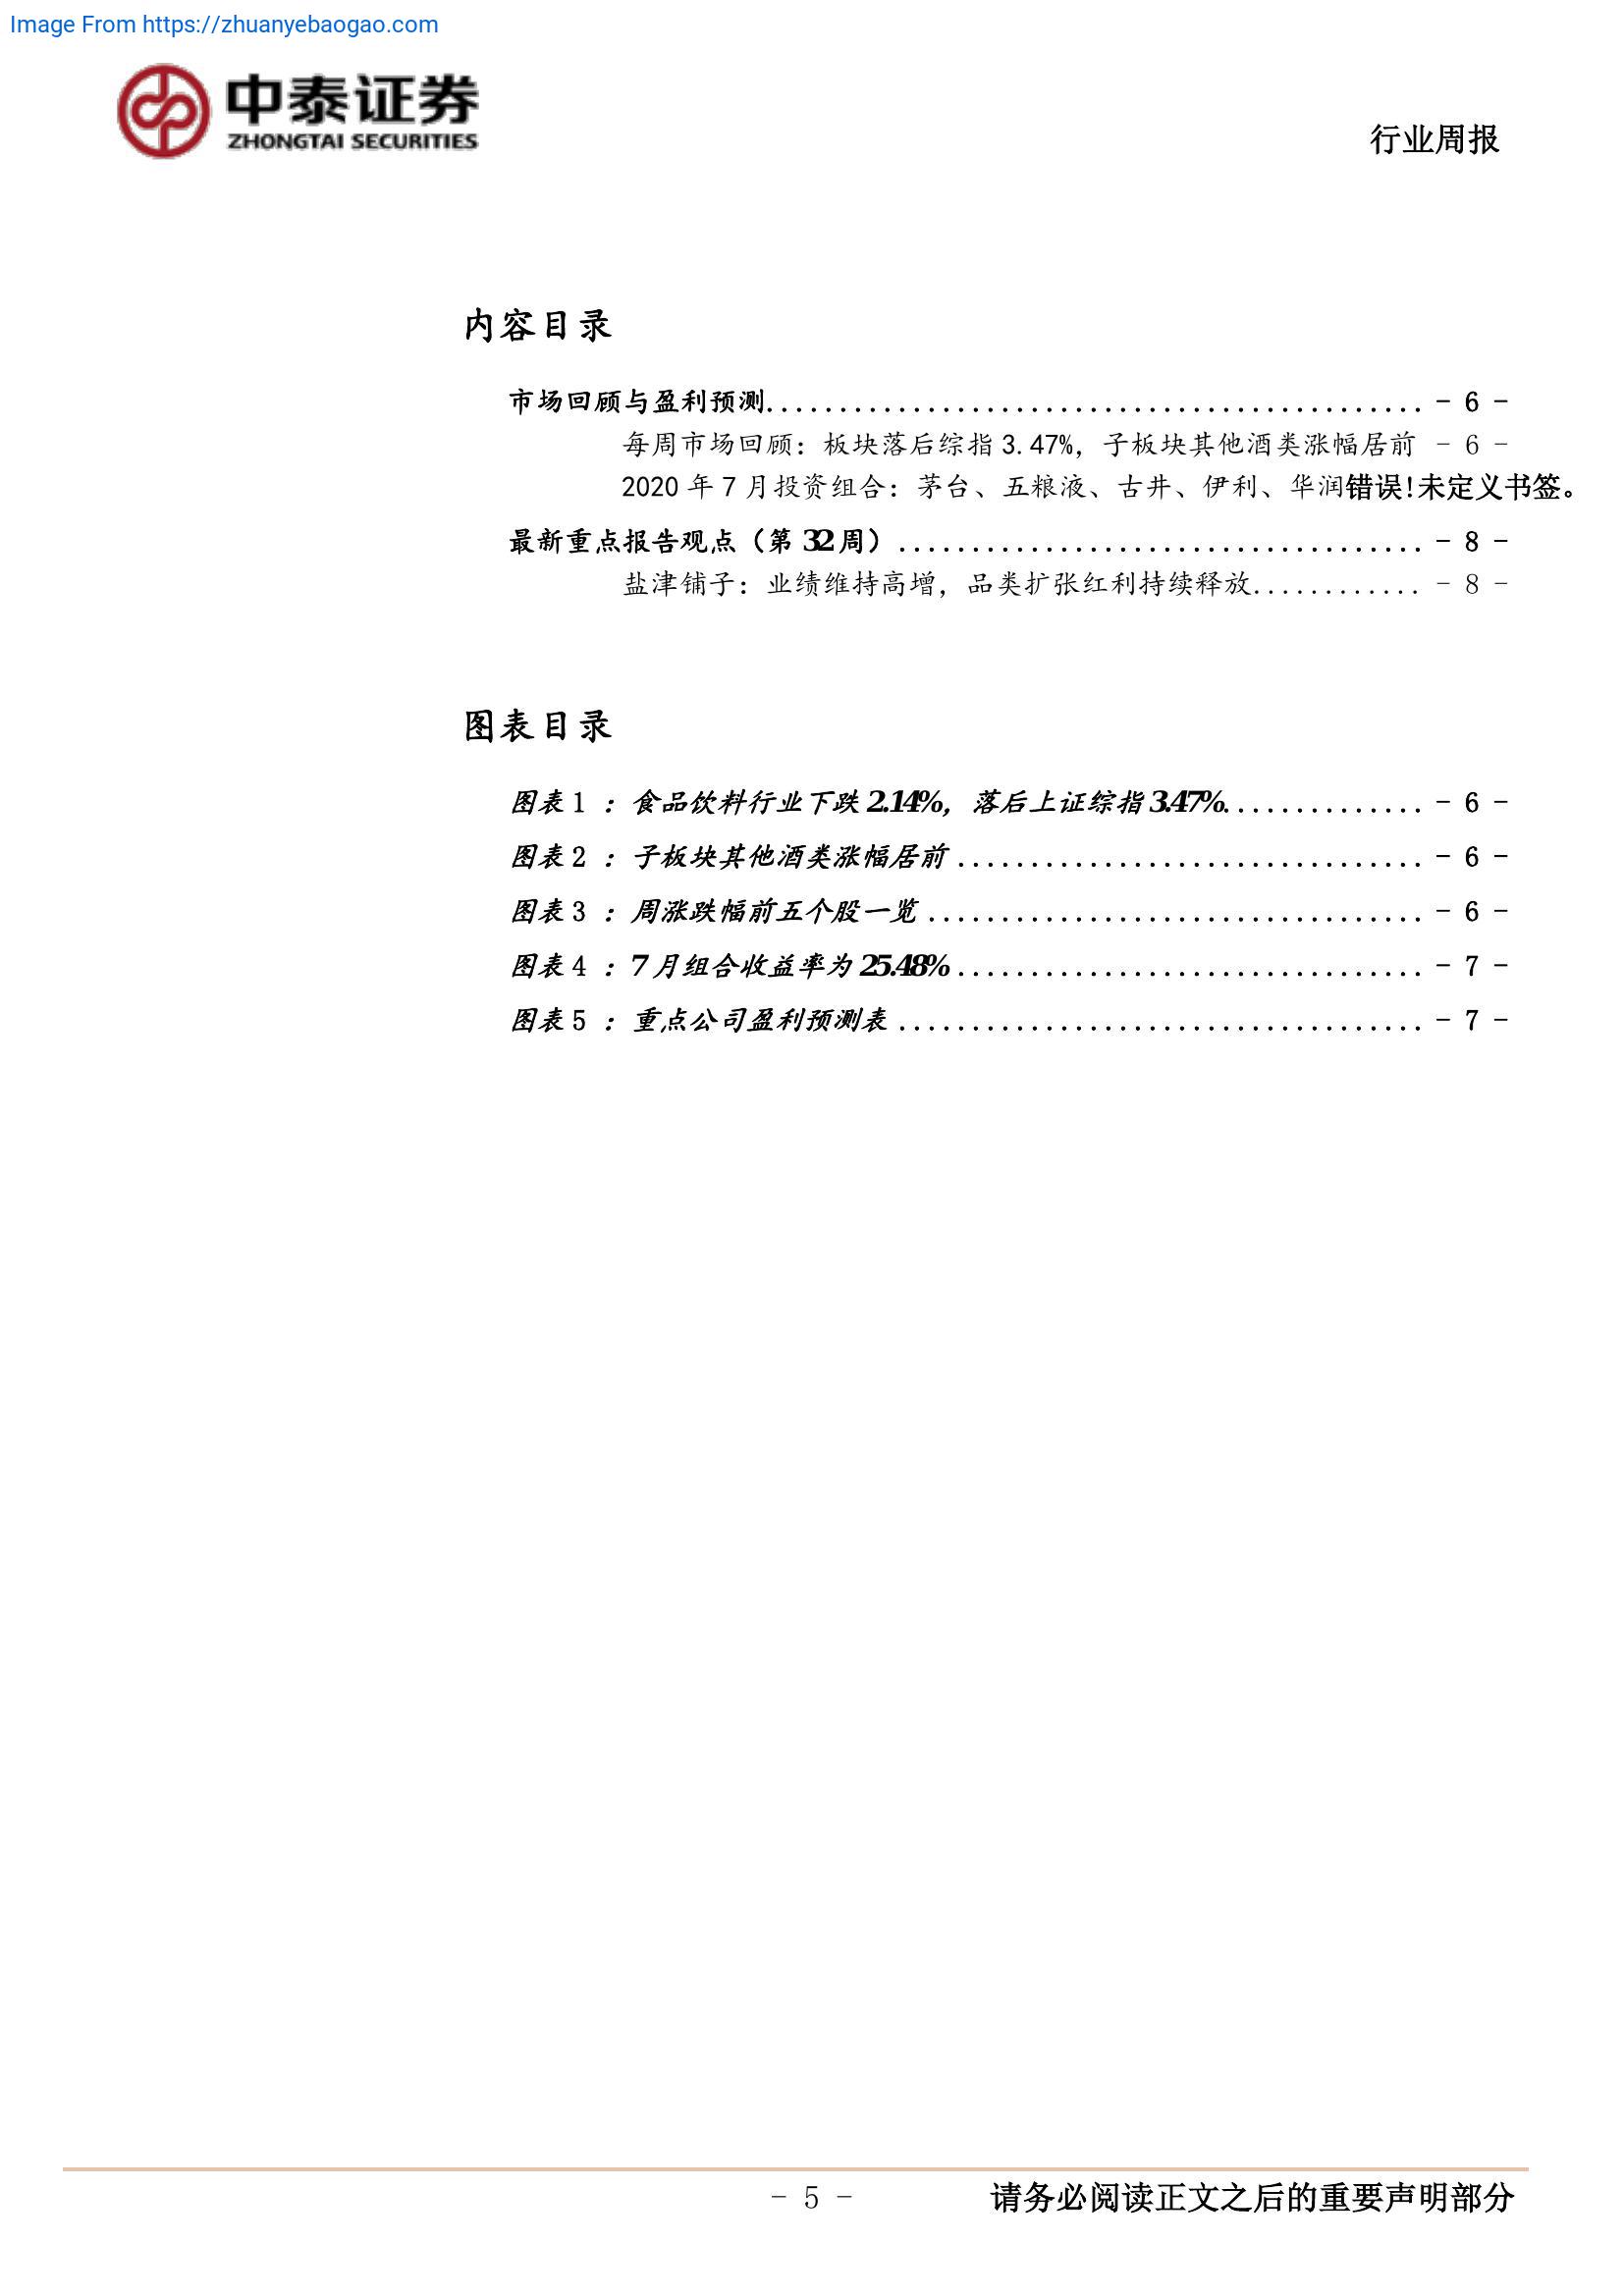 Image From https://zhuanyebaogao.com
中泰证券
ZHONGTAI SECURITIES
行业周报
内容目录
市场回顾与盈利预测............................................. - 6 -
每周市场回顾：板块落后综指 3.47%，子板块其他酒类涨幅居前 - 6 -
2020 年 7 月投资组合：茅台、五粮液、古井、伊利、华润错误!未定义书签。
最新重点报告观点（第 32 周）.................................... - 8 -
盐津铺子：业绩维持高增，品类扩张红利持续释放............ - 8 -
图表目录
图表 1 ：食品饮料行业下跌 2.14%，落后上证综指 3.47%.............. - 6 -
图表 2 ：子板块其他酒类涨幅居前................................ - 6 -
图表 3 ：周涨跌幅前五个股一览.................................. - 6 -
图表 4 ：7 月组合收益率为 25.48%................................ - 7 -
图表 5 ：重点公司盈利预测表.................................... - 7 -
- 5 -
请务必阅读正文之后的重要声明部分